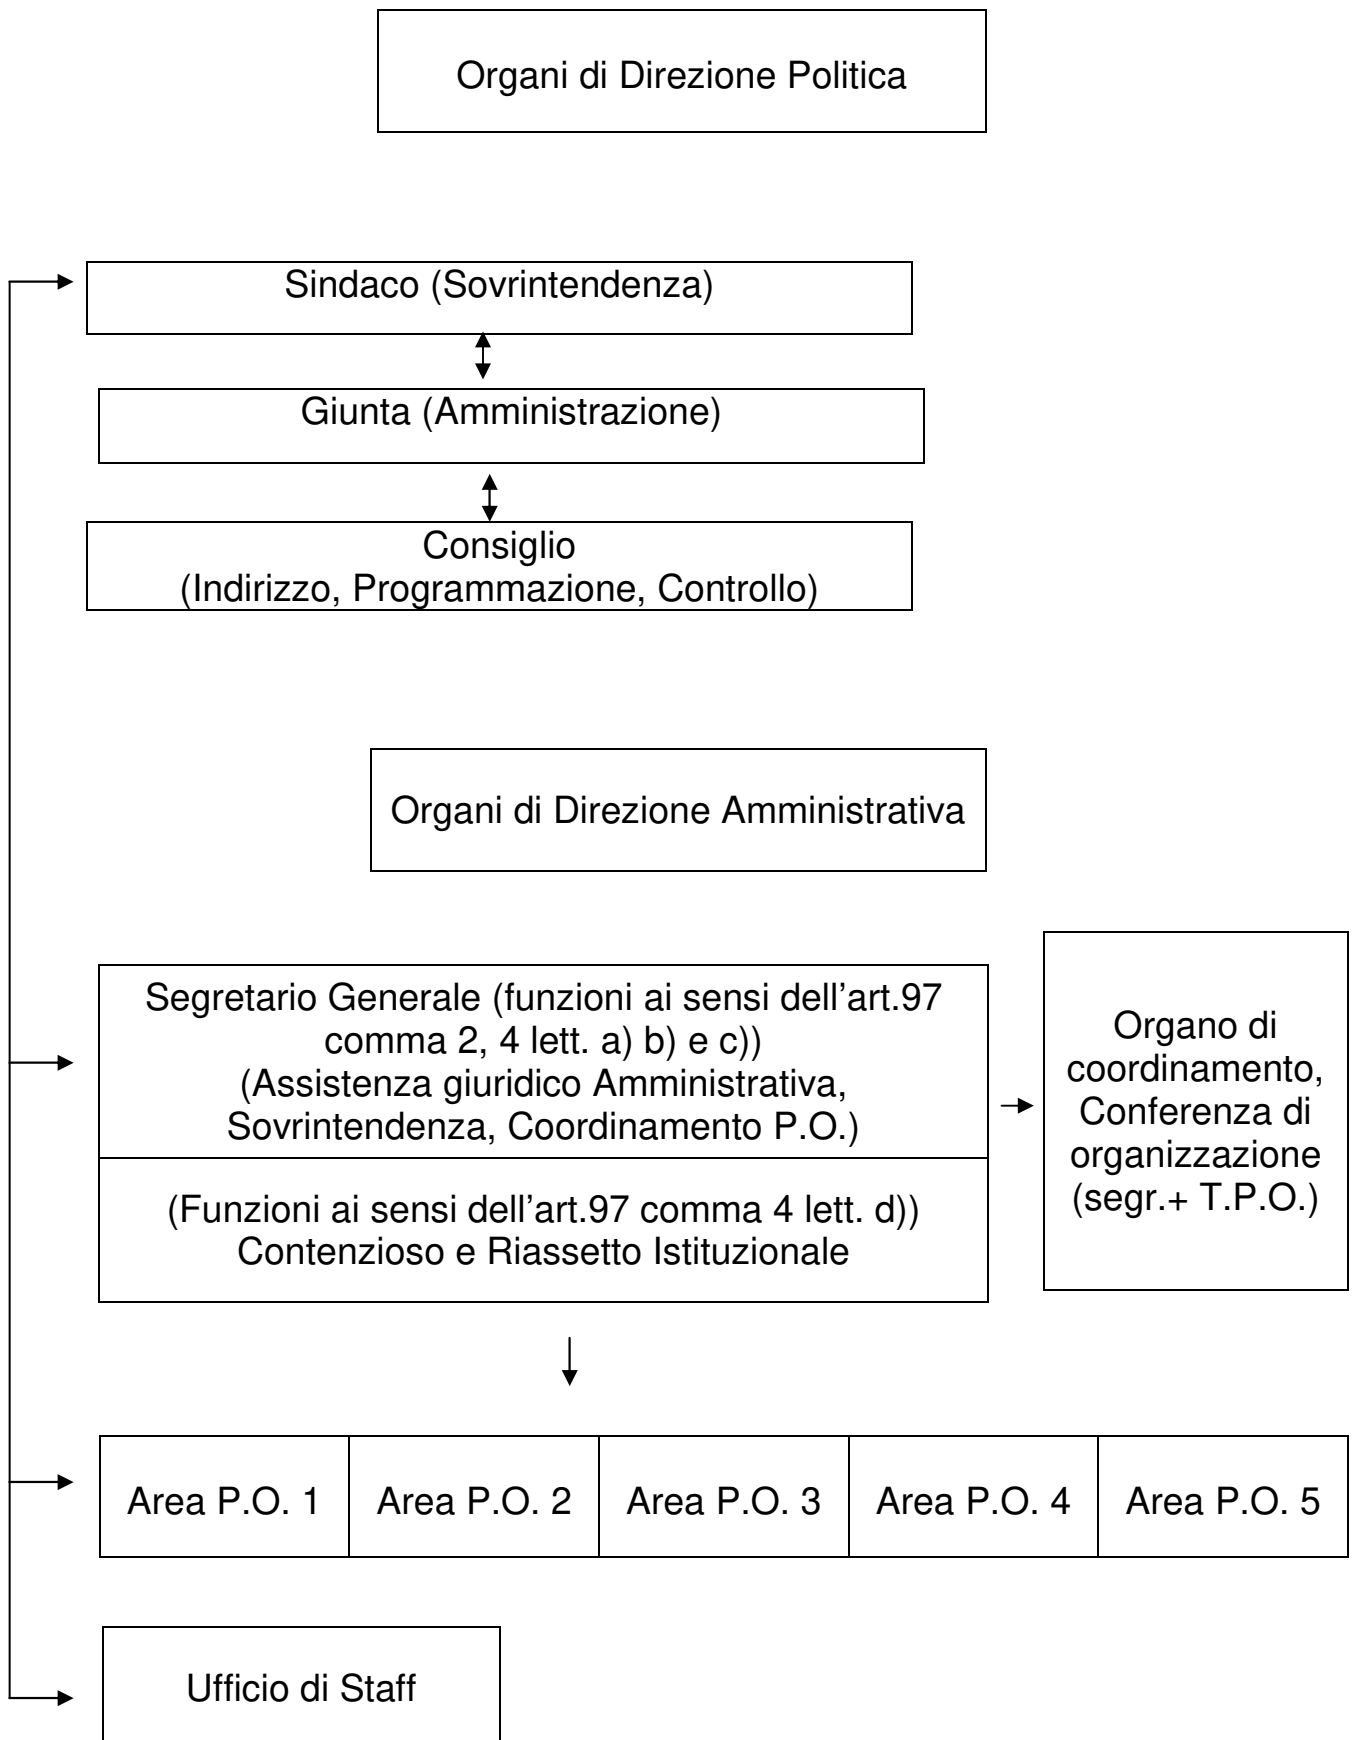 Organi di Direzione Politica
Sindaco (Sovrintendenza)
Giunta (Amministrazione)
Consiglio
(Indirizzo, Programmazione, Controllo)
Organi di Direzione Amministrativa
Segretario Generale (funzioni ai sensi dell’art.97
comma 2, 4 lett. a) b) e c))
(Assistenza giuridico Amministrativa,
Sovrintendenza, Coordinamento P.O.)
(Funzioni ai sensi dell’art.97 comma 4 lett. d))
Contenzioso e Riassetto Istituzionale
Organo di
coordinamento,
Conferenza di
organizzazione
(segr.+ T.P.O.)
Area P.O. 1
Area P.O. 2
Area P.O. 3
Area P.O. 4
Area P.O. 5
Ufficio di Staff